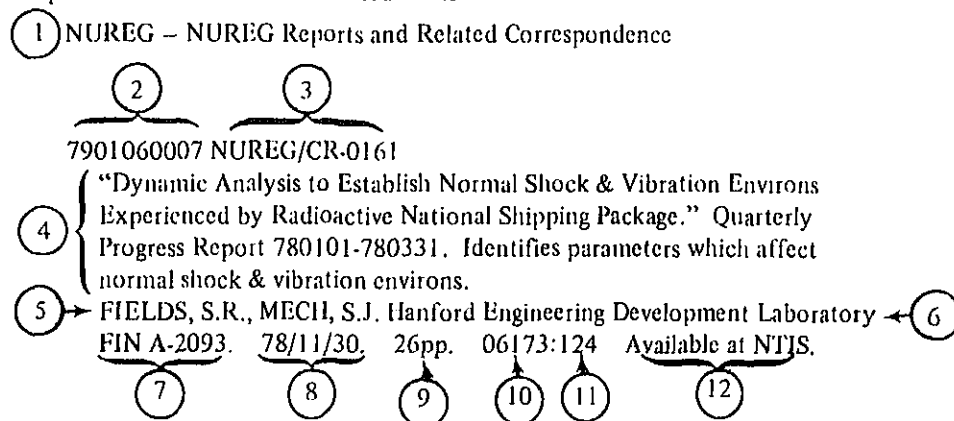 1 NUREG – NUREG Reports and Related Correspondence
2 3
7901060007 NUREG/CR-0161
4 “Dynamic Analysis to Establish Normal Shock & Vibration Environs
Experienced by Radioactive National Shipping Package.” Quarterly
Progress Report 780101-780331. Identifies parameters which affect
normal shock & vibration environs.
5 FIELDS, S.R., MECH, S.J. Hanford Engineering Development Laboratory 6
FIN A-2093. 78/11/30. 26pp. 06173:124 Available at NTIS.
7 8 9 10 11 12